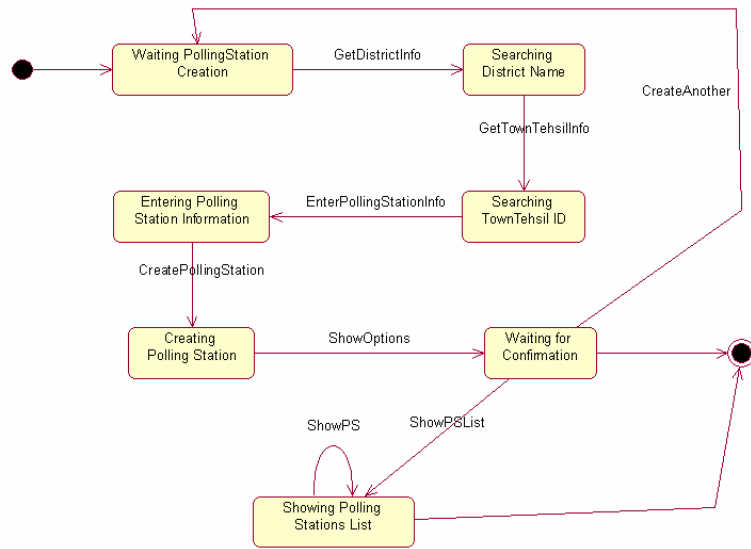 Waiting PollingStation
Creation
GetDistrictInfo
Searching
District Name
CreateAnother
GetTownTehsilInfo
Entering Polling
Station Information
EnterPollingStationInfo
Searching
TownTehsil ID
CreatePollingStation
Creating
Polling Station
ShowOptions
Waiting for
Confirmation
ShowPS
ShowPSList
Showing Polling
Stations List